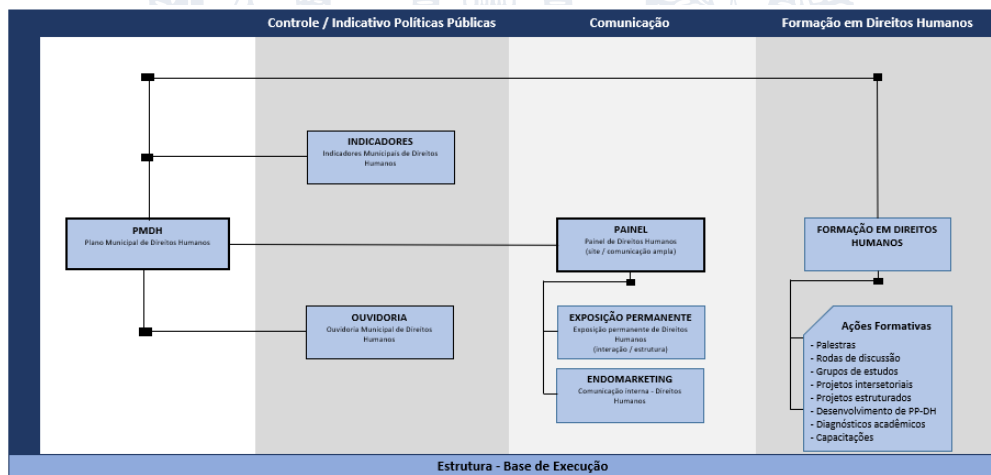 Controle / Indicativo Políticas Públicas
Comunicação
Formação em Direitos Humanos
INDICADORES
Indicadores Municipais de Direitos
Humanos
PMDH
Plano Municipal de Direitos Humanos
PAINEL
Painel de Direitos Humanos
(site / comunicação ampla)
FORMAÇÃO EM DIREITOS
HUMANOS
OUVIDORIA
Ouvidoria Municipal de Direitos
Humanos
EXPOSIÇÃO PERMANENTE
Exposição permanente de Direitos
Humanos
(interação / estrutura)
ENDOMARKETING
Comunicação interna - Direitos
Humanos
Ações Formativas
- Palestras
- Rodas de discussão
- Grupos de estudos
- Projetos intersetoriais
- Projetos estruturados
- Desenvolvimento de PP-DH
- Diagnósticos acadêmicos
- Capacitações
Estrutura - Base de Execução